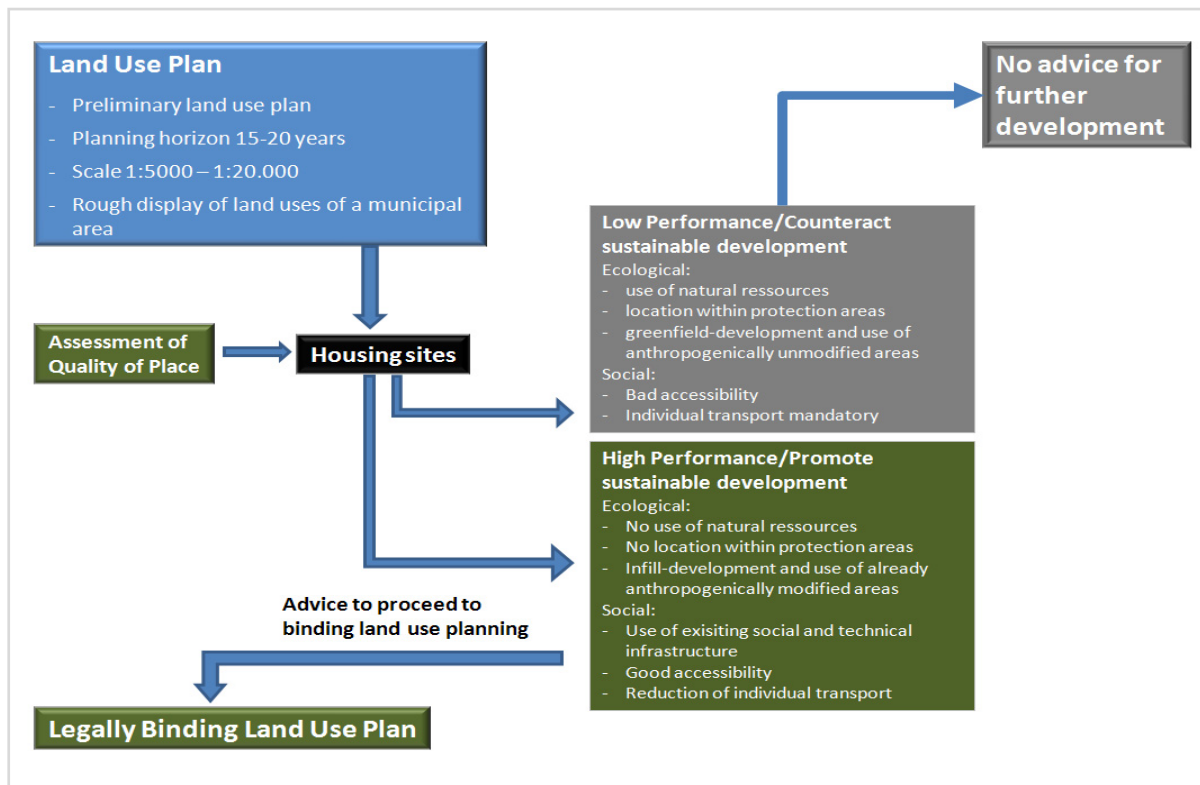 Land Use Plan
- Preliminary land use plan
- Planning horizon 15-20 years
- Scale 1:5000 – 1:20.000
- Rough display of land uses of a municipal
area
No advice for
further
development
Assessment of
Quality of Place
Housing sites
Low Performance/Counteract
sustainable development
Ecological:
- use of natural ressources
- location within protection areas
- greenfield-development and use of
anthropogenically unmodified areas
Social:
- Bad accessibility
- Individual transport mandatory
High Performance/Promote
sustainable development
Ecological:
- No use of natural ressources
- No location within protection areas
- Infill-development and use of already
anthropogenically modified areas
Social:
- Use of exisiting social and technical
infrastructure
- Good accessibility
- Reduction of individual transport
Advice to proceed to
binding land use planning
Legally Binding Land Use Plan